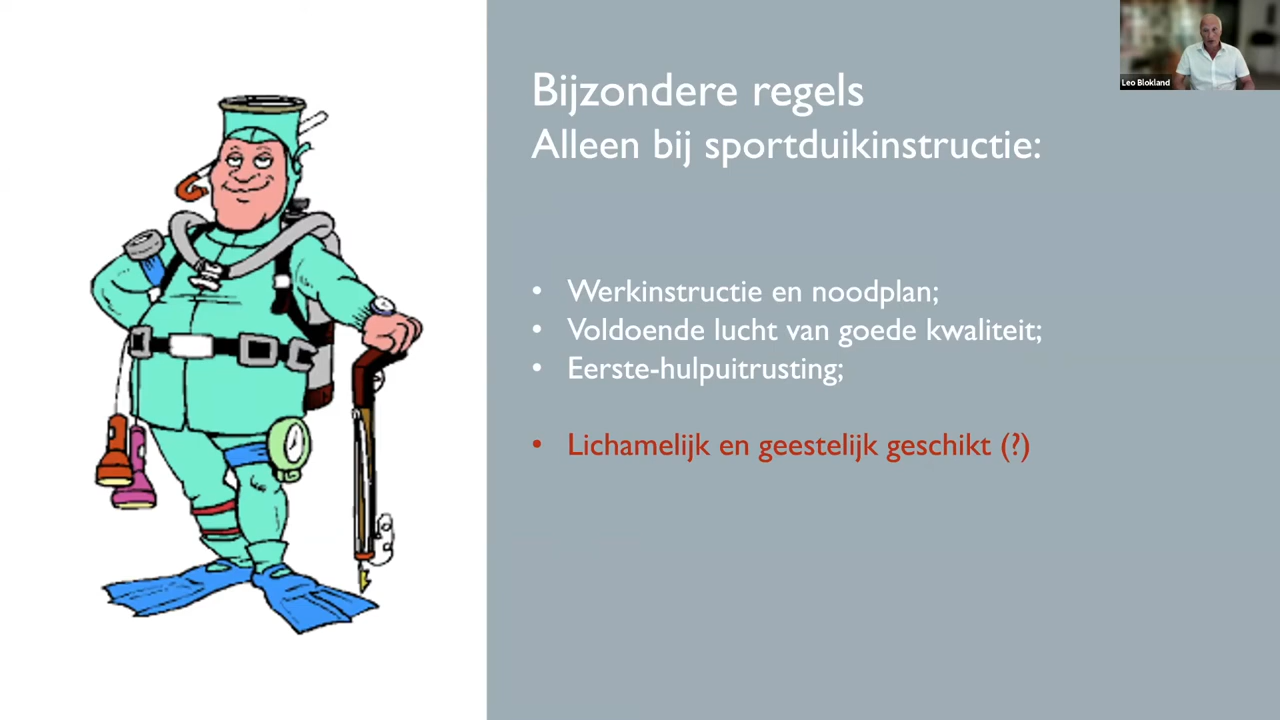 Leo Blokland
Bijzondere regels
Alleen bij sportduikinstructie:
• Werkinstructie en noodplan;
• Voldoende lucht van goede kwaliteit;
• Eerste-hulpuitrusting;
• Lichamelijk en geestelijk geschikt (?)